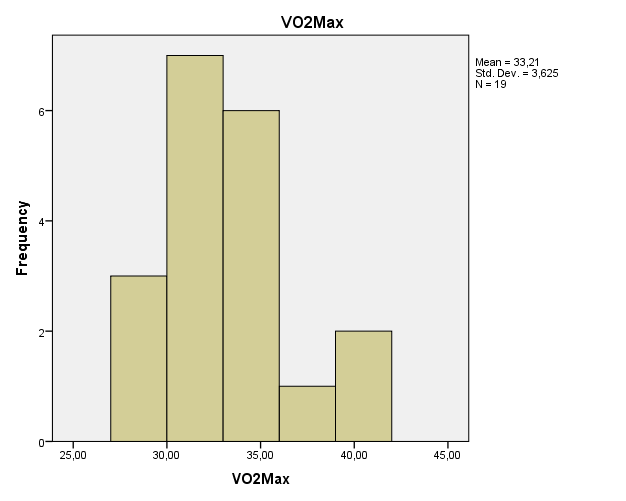 VO2Max
Mean = 33,21
Std. Dev. = 3,625
N = 19
Frequency
6
4
2
0
25,00 30,00 35,00 40,00 45,00
VO2Max